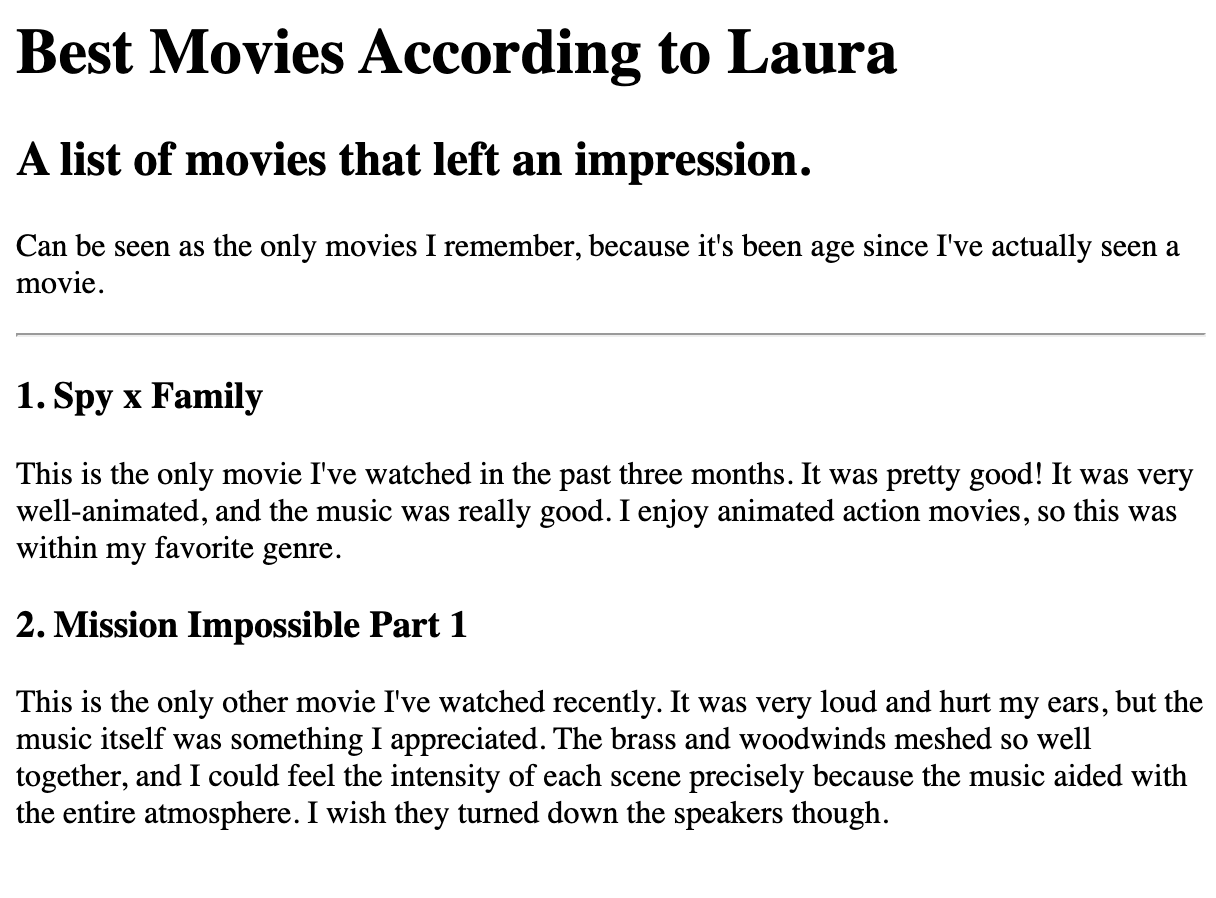 Best Movies According to Laura
A list of movies that left an impression.
Can be seen as the only movies I remember, because it's been age since I've actually seen a
movie.
1. Spy x Family
This is the only movie I've watched in the past three months. It was pretty good! It was very
well-animated, and the music was really good. I enjoy animated action movies, so this was
within my favorite genre.
2. Mission Impossible Part 1
This is the only other movie I've watched recently. It was very loud and hurt my ears, but the
music itself was something I appreciated. The brass and woodwinds meshed so well
together, and I could feel the intensity of each scene precisely because the music aided with
the entire atmosphere. I wish they turned down the speakers though.